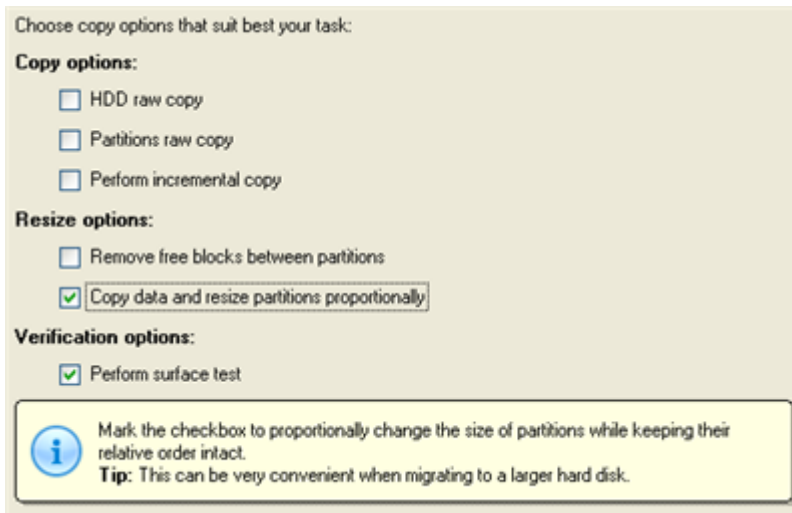 Choose copy options that suit best your task:
Copy options:
HDD raw copy
Partitions raw copy
Perform incremental copy
Resize options:
Remove free blocks between partitions
Copy data and resize partitions proportionally
Verification options:
Perform surface test
Mark the checkbox to proportionally change the size of partitions while keeping their
relative order intact.
Tip: This can be very convenient when migrating to a larger hard disk.